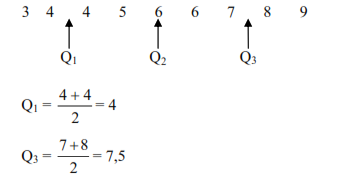 3 4 4 5 6 6 7 8 9
Q₁ Q₂ Q₃
Q₁ = (4 + 4)/2 = 4
Q₃ = (7 + 8)/2 = 7,5